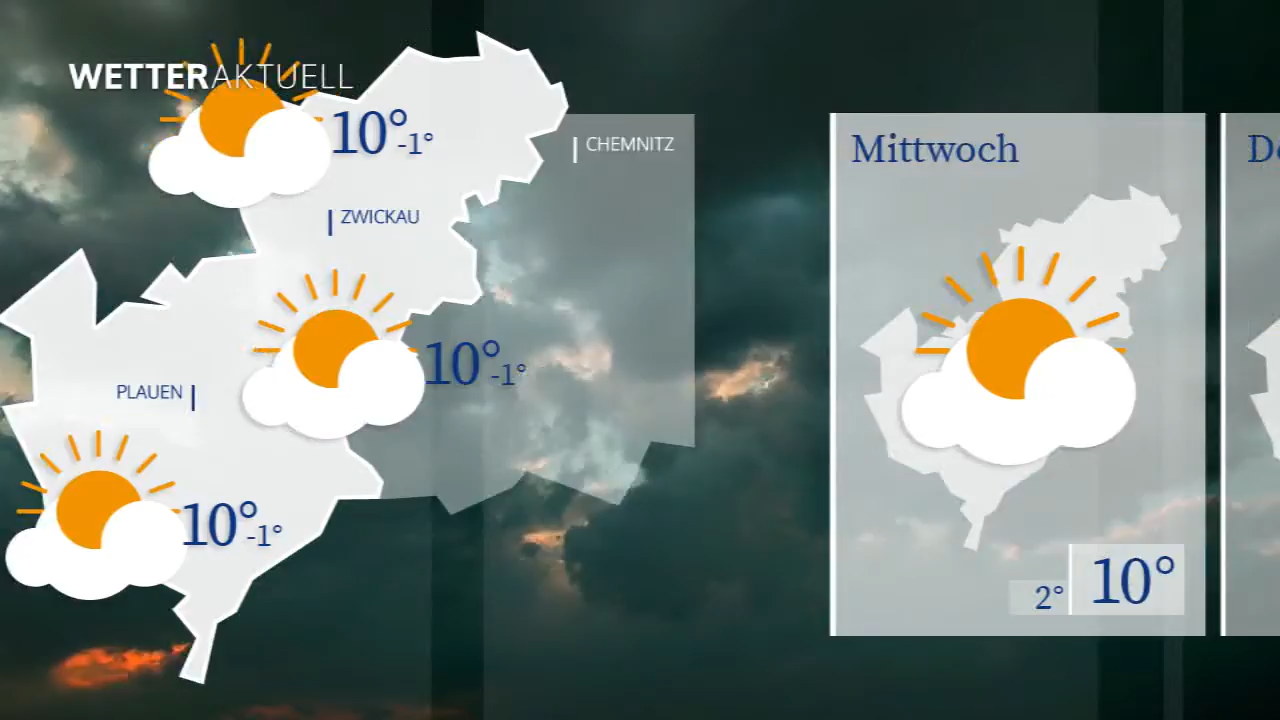 WETTERAKTUELL
10° -1°
CHEMNITZ
ZWICKAU
10° -1°
PLAUEN
10° -1°
Mittwoch
2° 10°